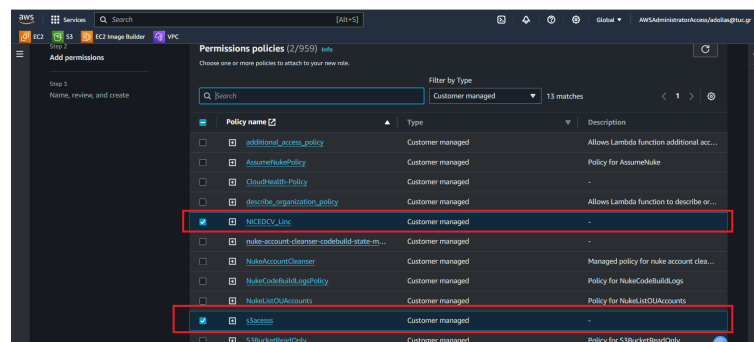 aws Services Search [Alt+S] Global ▼ AWSAdministratorAccess/adollas@tuc.gr
EC2 S3 EC2 Image Builder VPC
Step 2
Add permissions
Step 3
Name, review, and create
Permissions policies (2/959) Info
Choose one or more policies to attach to your new role.
Filter by Type
Search Customer managed ▼ 13 matches < 1 >
Policy name ▲ Type Description
additional_access_policy Customer managed Allows Lambda function additional acc...
AssumeNukePolicy Customer managed Policy for AssumeNuke
CloudHealth-Policy Customer managed -
describe_organization_policy Customer managed Allows Lambda function to describe or...
NICEDCV_Linc Customer managed -
nuke-account-cleanser-codebuild-state-m... Customer managed -
NukeAccountCleanser Customer managed Managed policy for nuke account clea...
NukeCodeBuildLogsPolicy Customer managed Policy for NukeCodeBuildLogs
NukeListOUAccounts Customer managed Policy for NukeListOUAccounts
s3acesss Customer managed -
S3BucketReadOnly Customer managed Policy for S3BucketReadOnly